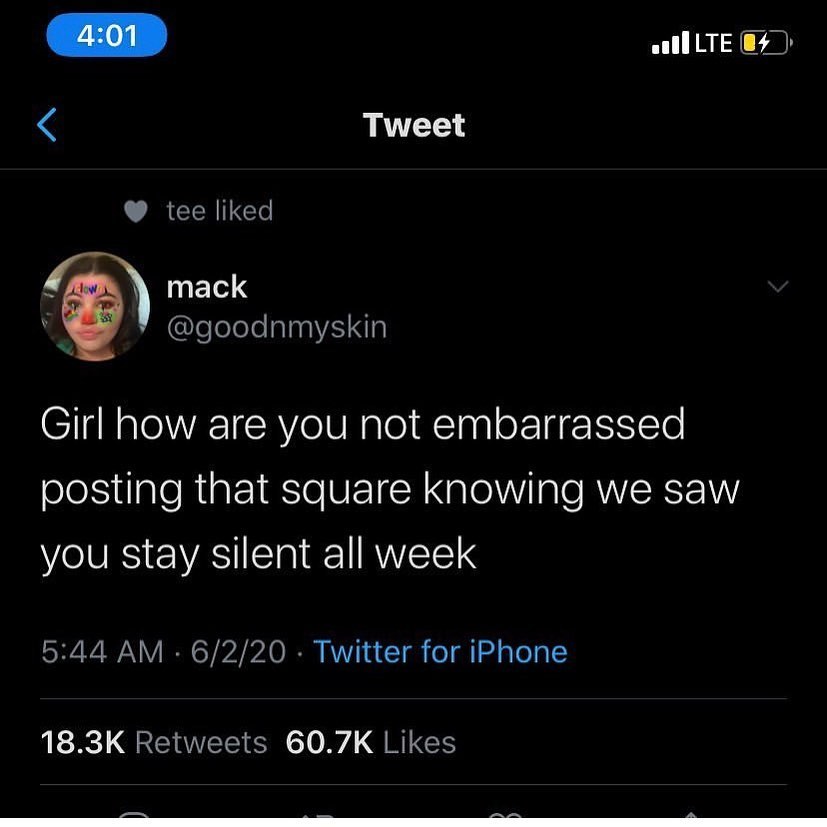 4:01
LTE
Tweet
tee liked
mack
@goodnmyskin
Girl how are you not embarrassed
posting that square knowing we saw
you stay silent all week
5:44 AM · 6/2/20 · Twitter for iPhone
18.3K Retweets 60.7K Likes